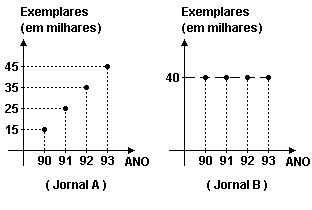 Exemplares
(em milhares)
45
35
25
15
90 91 92 93 ANO
( Jornal A )
Exemplares
(em milhares)
40
90 91 92 93 ANO
( Jornal B )